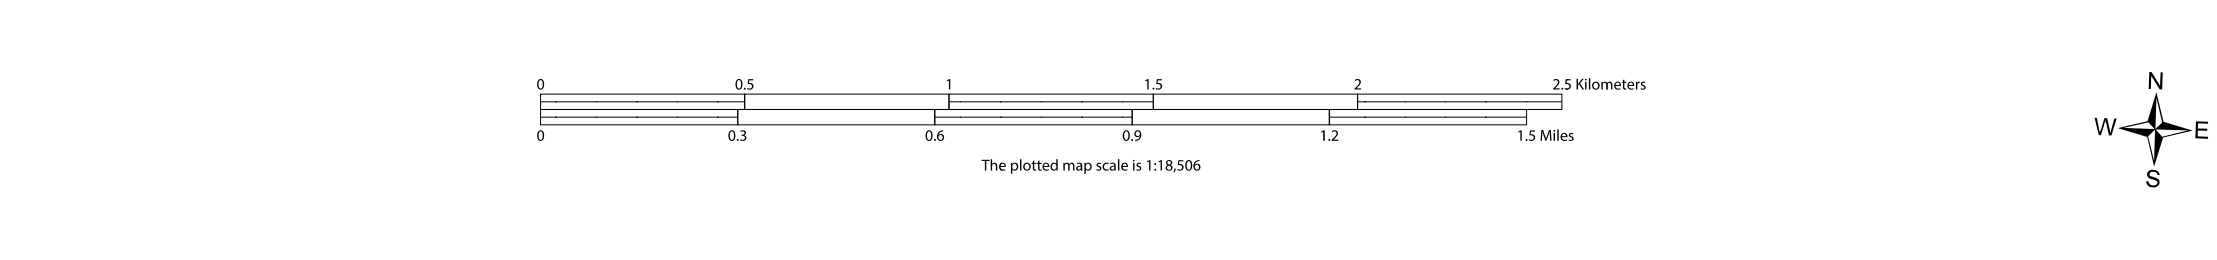 0 0.5 1 1.5 2 2.5 Kilometers
0 0.3 0.6 0.9 1.2 1.5 Miles
The plotted map scale is 1:18,506
N
W E
S